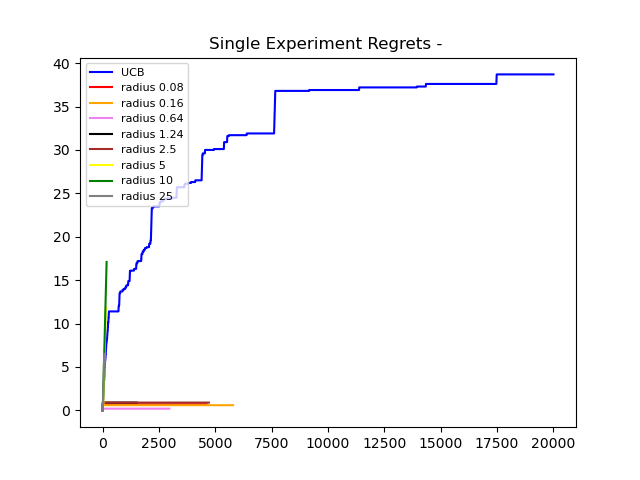 Single Experiment Regrets -
UCB
radius 0.08
radius 0.16
radius 0.64
radius 1.24
radius 2.5
radius 5
radius 10
radius 25
40
35
30
25
20
15
10
5
0
0 2500 5000 7500 10000 12500 15000 17500 20000